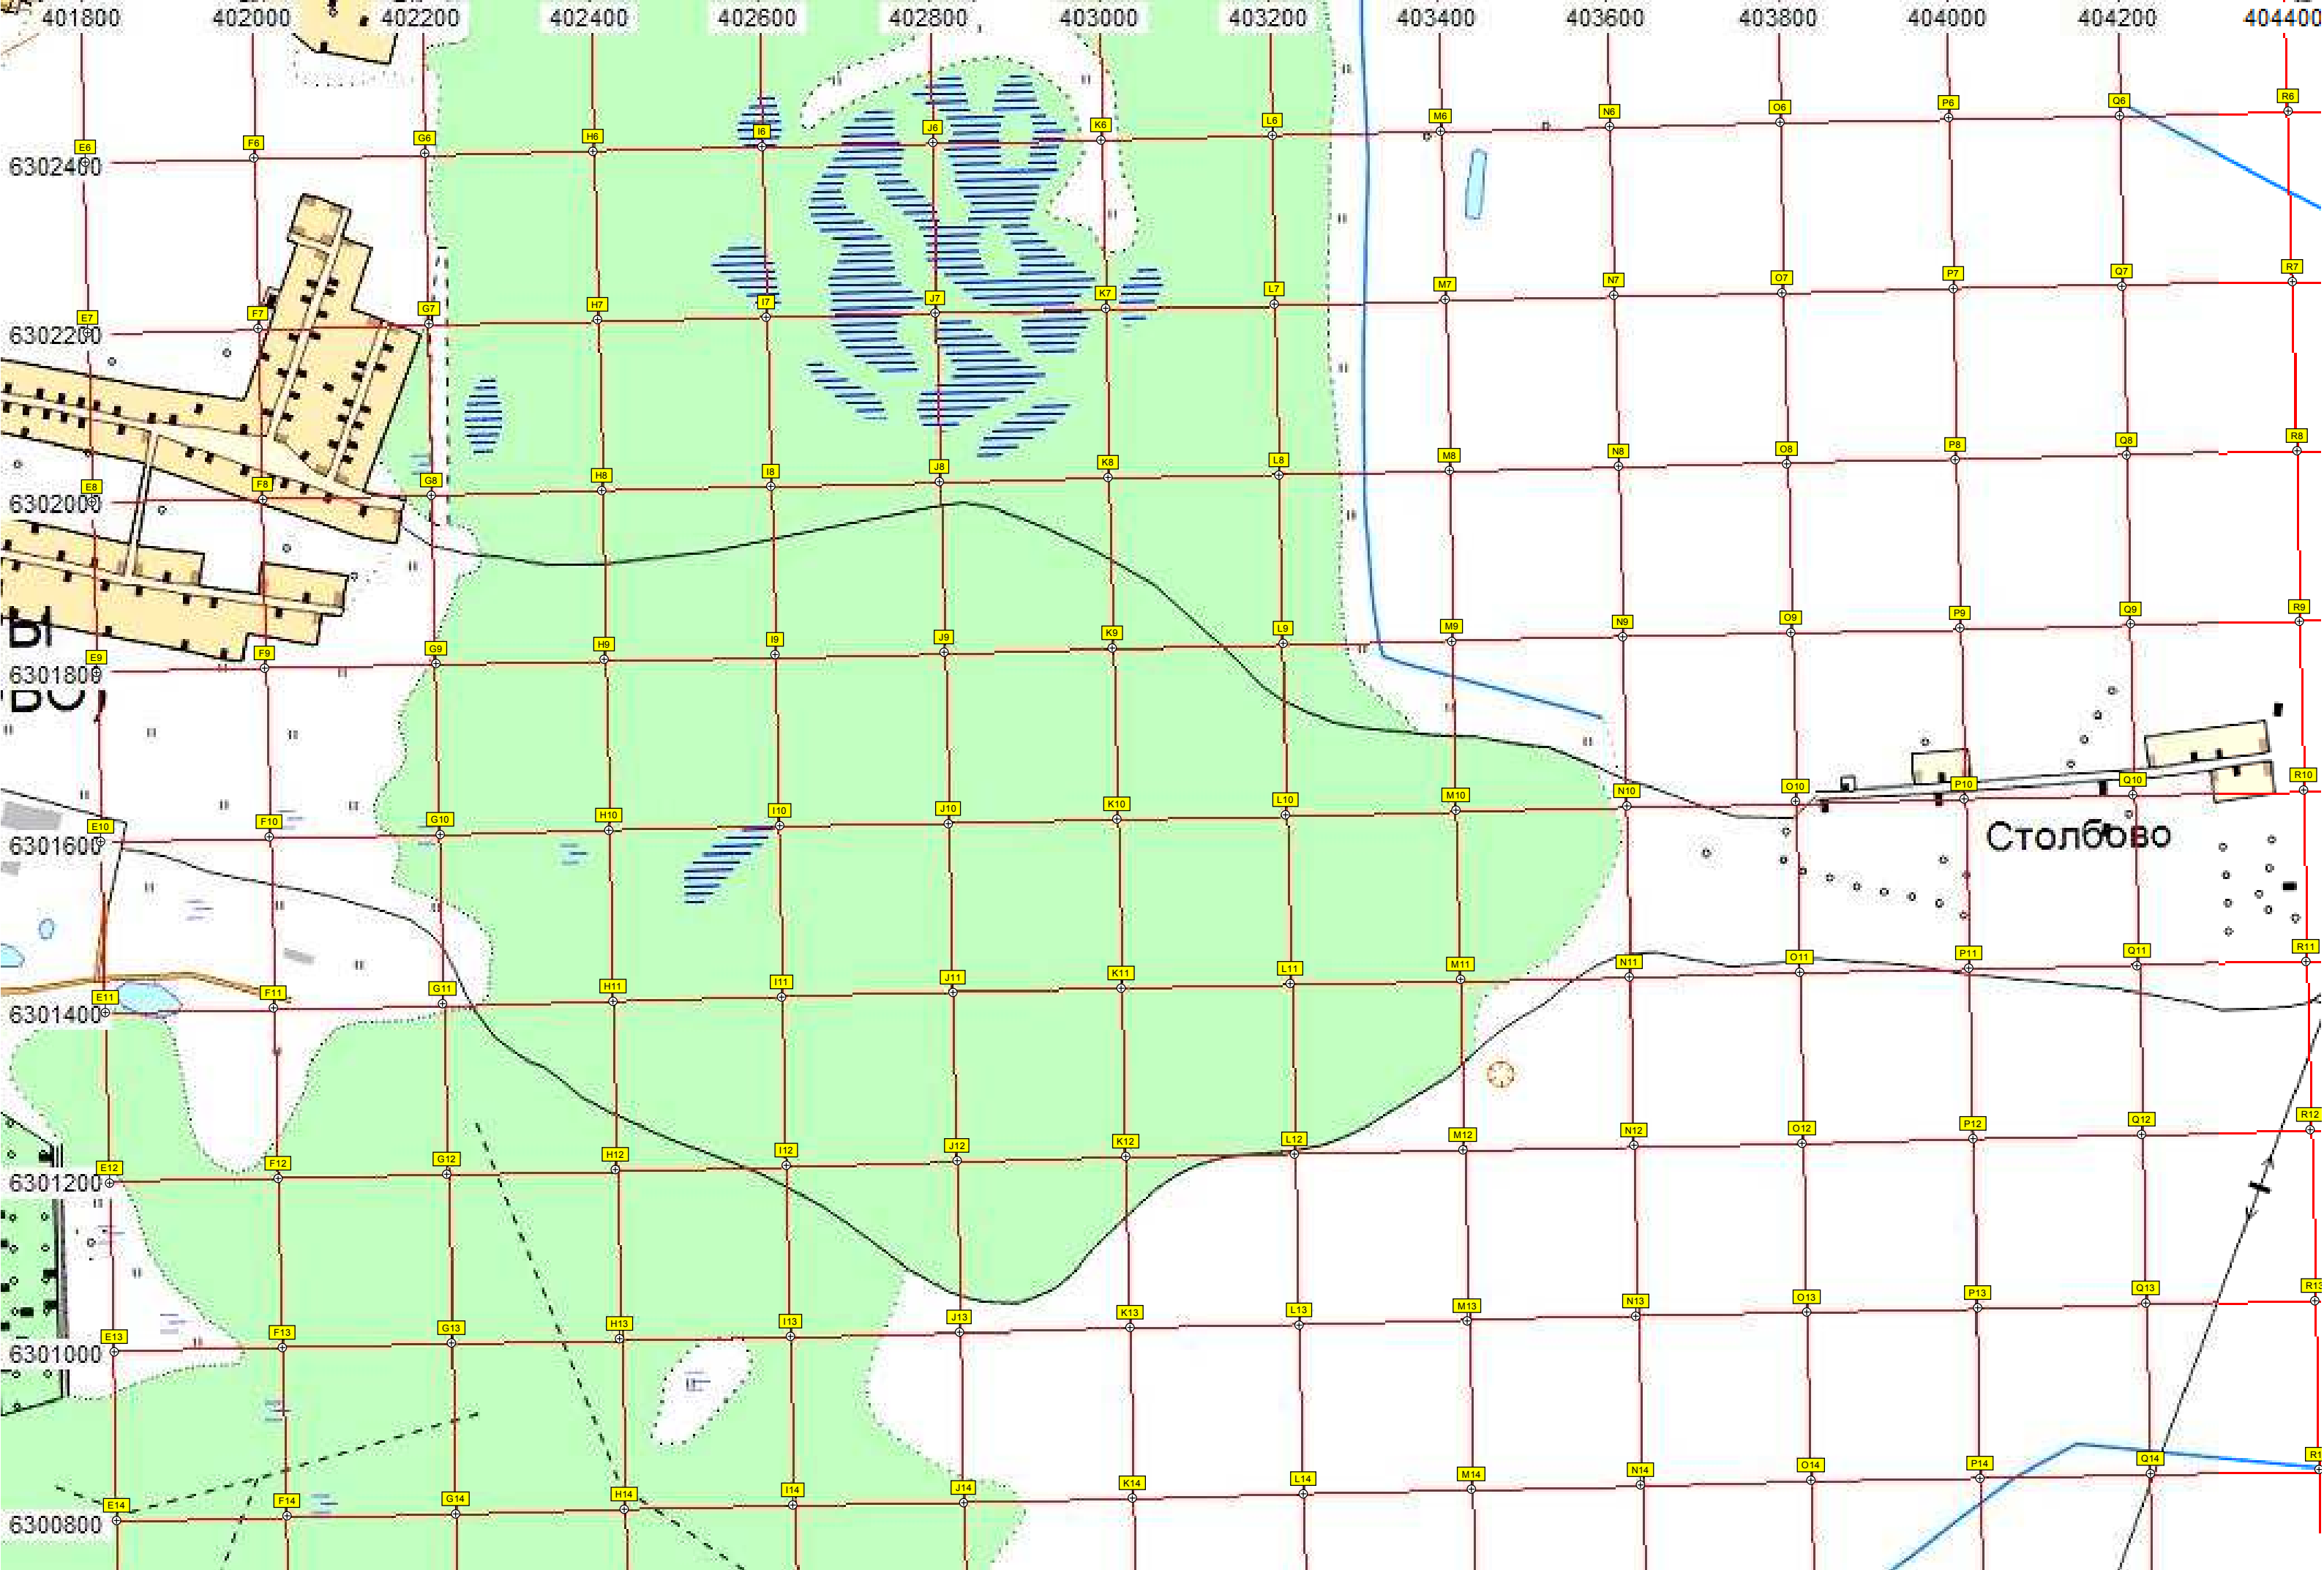 401800 402000 402200 402400 402600 402800 403000 403200 403400 403600 403800 404000 404200 404400
E6 F6 G6 H6 I6 J6 K6 L6 M6 N6 O6 P6 Q6 R6
6302400
E7 F7 G7 H7 I7 J7 K7 L7 M7 N7 O7 P7 Q7 R7
6302200
E8 F8 G8 H8 I8 J8 K8 L8 M8 N8 O8 P8 Q8 R8
6302000
Ы
E9 F9 G9 H9 I9 J9 K9 L9 M9 N9 O9 P9 Q9 R9
6301800
ВО)
E10 F10 G10 H10 I10 J10 K10 L10 M10 N10 O10 P10 Q10 R10
6301600
Столбово
E11 F11 G11 H11 I11 J11 K11 L11 M11 N11 O11 P11 Q11 R11
6301400
E12 F12 G12 H12 I12 J12 K12 L12 M12 N12 O12 P12 Q12 R12
6301200
E13 F13 G13 H13 I13 J13 K13 L13 M13 N13 O13 P13 Q13 R13
6301000
E14 F14 G14 H14 I14 J14 K14 L14 M14 N14 O14 P14 Q14 R1
6300800